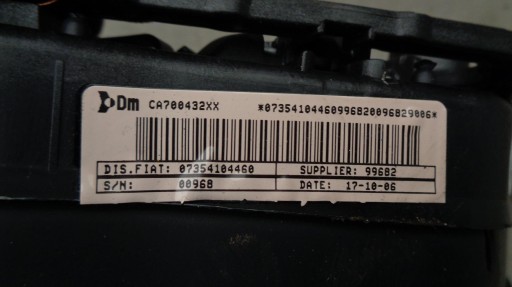 Dm CA700432XX *07354104460996820096829006*
DIS.FIAT: 07354104460 SUPPLIER: 99682
S/N: 00968 DATE: 17-10-06